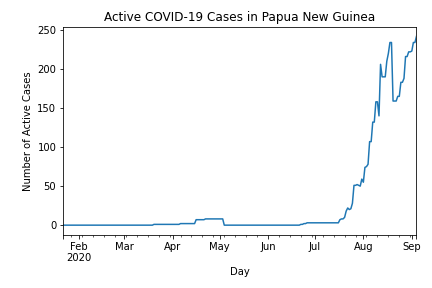 Active COVID-19 Cases in Papua New Guinea
250
200
150
100
50
0
Number of Active Cases
Feb Mar Apr May Jun Jul Aug Sep
2020
Day